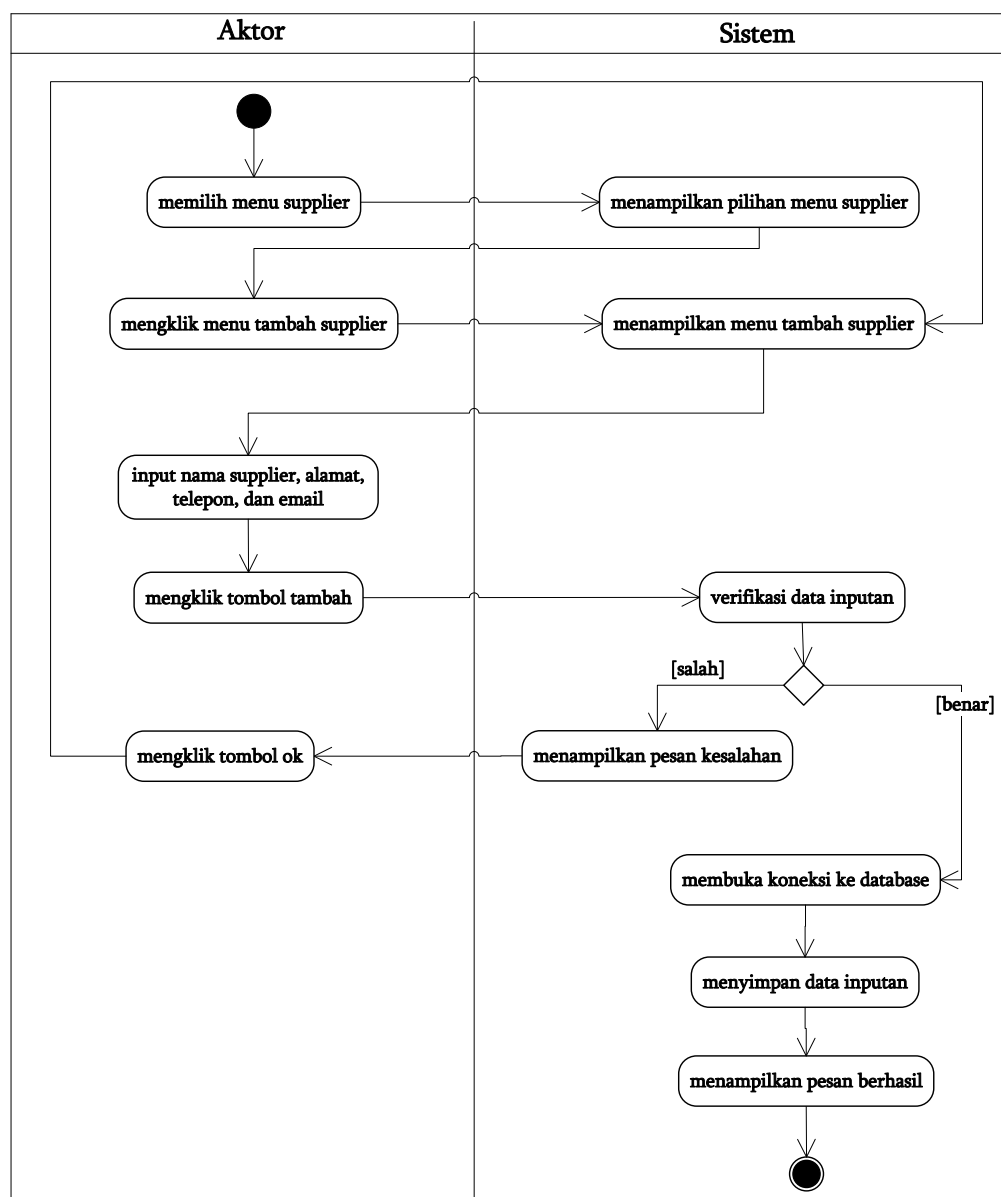 Aktor
Sistem
memilih menu supplier
menampilkan pilihan menu supplier
mengklik menu tambah supplier
menampilkan menu tambah supplier
input nama supplier, alamat,
telepon, dan email
mengklik tombol tambah
verifikasi data inputan
[salah]
[benar]
mengklik tombol ok
menampilkan pesan kesalahan
membuka koneksi ke database
menyimpan data inputan
menampilkan pesan berhasil